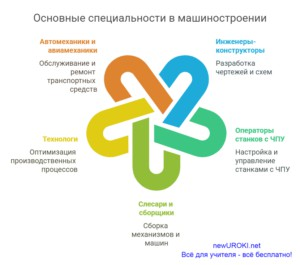 Основные специальности в машиностроении
Автомеханики и
авиамеханики
Обслуживание и
ремонт
транспортных
средств
Инженеры-
конструкторы
Разработка
чертежей и схем
Технологи
Оптимизация
производственных
процессов
Операторы
станков с ЧПУ
Настройка и
управление
станками с ЧПУ
Слесари и
сборщики
Сборка
механизмов и
машин
newUROKI.net
Всё для учителя - всё бесплатно!